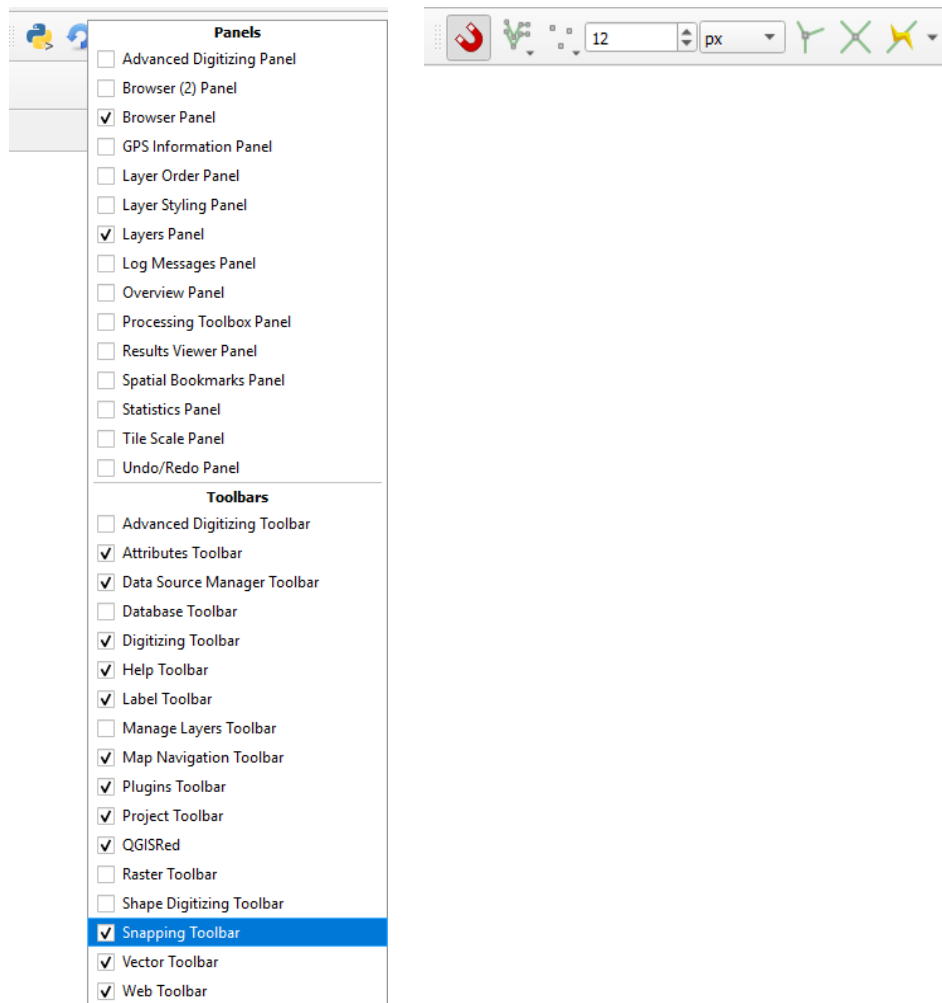 Panels
Advanced Digitizing Panel
Browser (2) Panel
Browser Panel
GPS Information Panel
Layer Order Panel
Layer Styling Panel
Layers Panel
Log Messages Panel
Overview Panel
Processing Toolbox Panel
Results Viewer Panel
Spatial Bookmarks Panel
Statistics Panel
Tile Scale Panel
Undo/Redo Panel
Toolbars
Advanced Digitizing Toolbar
Attributes Toolbar
Data Source Manager Toolbar
Database Toolbar
Digitizing Toolbar
Help Toolbar
Label Toolbar
Manage Layers Toolbar
Map Navigation Toolbar
Plugins Toolbar
Project Toolbar
QGISRed
Raster Toolbar
Shape Digitizing Toolbar
Snapping Toolbar
Vector Toolbar
Web Toolbar
12 px